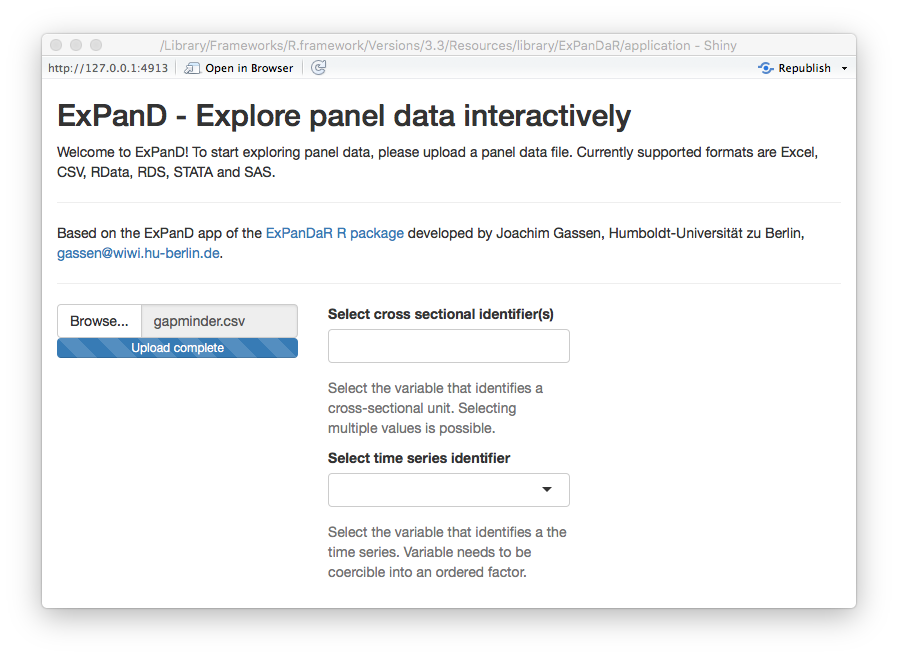 /Library/Frameworks/R.framework/Versions/3.3/Resources/library/ExPanDaR/application - Shiny
http://127.0.0.1:4913 Open in Browser Republish
ExPanD - Explore panel data interactively
Welcome to ExPanD! To start exploring panel data, please upload a panel data file. Currently supported formats are Excel,
CSV, RData, RDS, STATA and SAS.
Based on the ExPanD app of the ExPanDaR R package developed by Joachim Gassen, Humboldt-Universität zu Berlin,
gassen@wiwi.hu-berlin.de.
Browse... gapminder.csv
Upload complete
Select cross sectional identifier(s)
Select the variable that identifies a
cross-sectional unit. Selecting
multiple values is possible.
Select time series identifier
Select the variable that identifies a the
time series. Variable needs to be
coercible into an ordered factor.